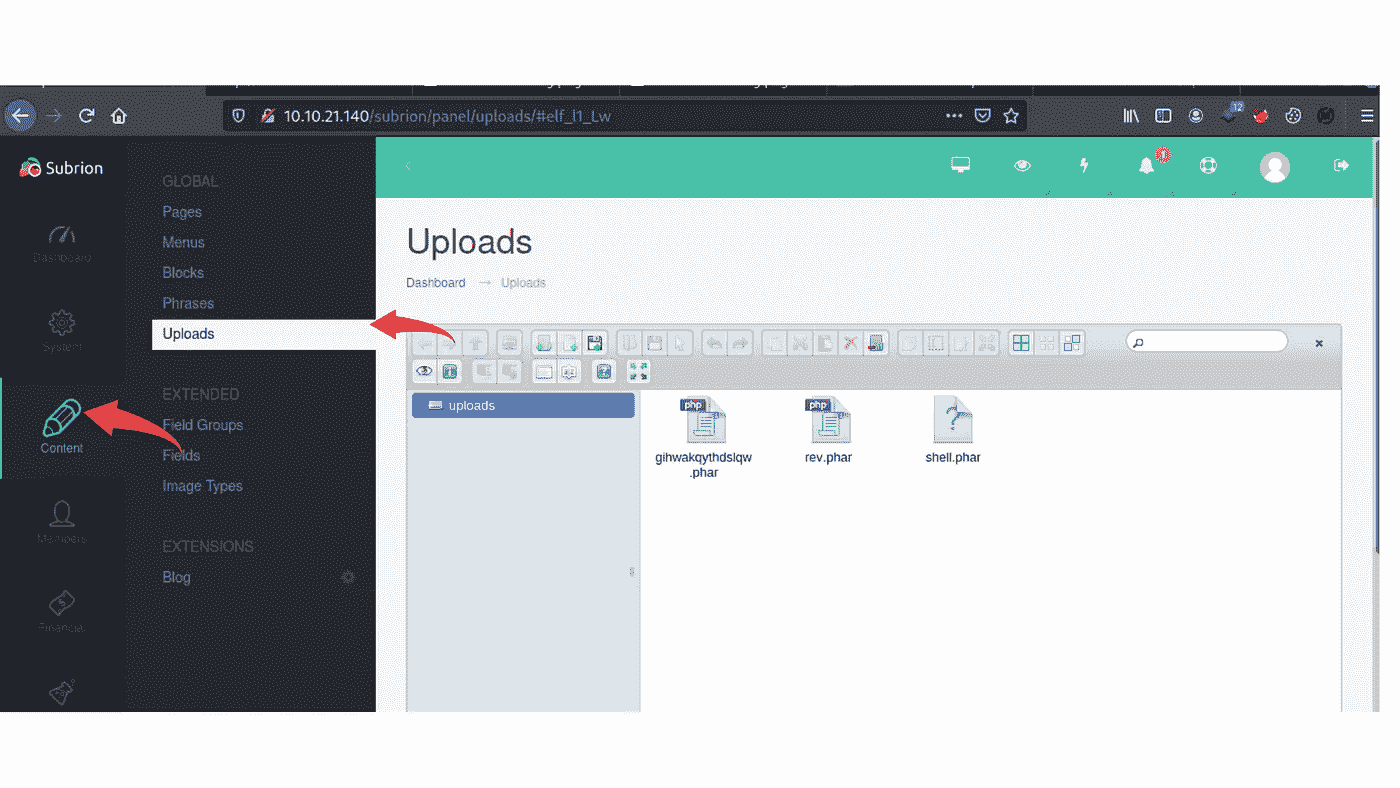 10.10.21.140/subrion/panel/uploads/#elf_l1_Lw
12
Subrion
Dashboard
System
Content
Members
Financial
GLOBAL
Pages
Menus
Blocks
Phrases
Uploads
EXTENDED
Field Groups
Fields
Image Types
EXTENSIONS
Blog
Uploads
Dashboard → Uploads
uploads
php
gihwakqythdslqw
.phar
php
rev.phar
?
shell.phar